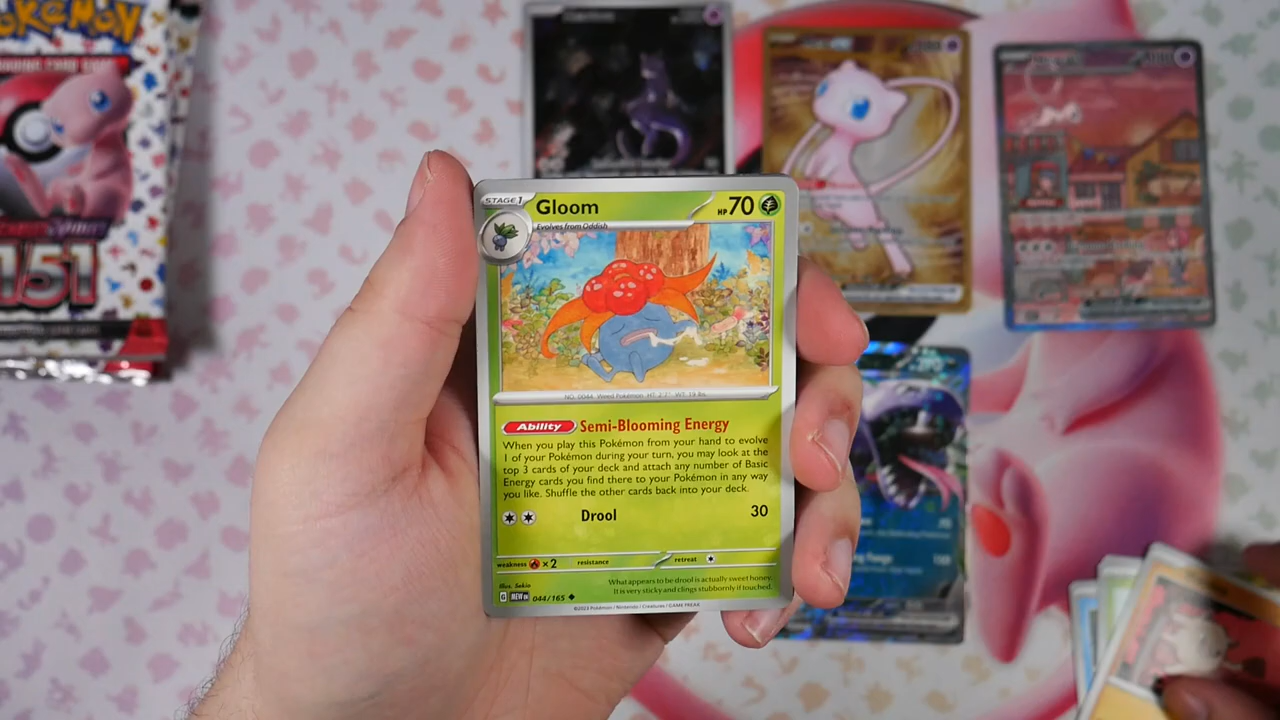 POKÉMON
151
STAGE 1
Gloom
HP 70
Evolves from Oddish
NO. 0044 Weed Pokémon HT: 2'7" WT: 19 lbs.
Ability Semi-Blooming Energy
When you play this Pokémon from your hand to evolve
1 of your Pokémon during your turn, you may look at the
top 3 cards of your deck and attach any number of Basic
Energy cards you find there to your Pokémon in any way
you like. Shuffle the other cards back into your deck.
Drool 30
weakness ×2 resistance retreat
Illus. Sekio
What appears to be drool is actually sweet honey.
It is very sticky and clings stubbornly if touched.
G MEW EN 044/165
©2023 Pokémon / Nintendo / Creatures / GAME FREAK